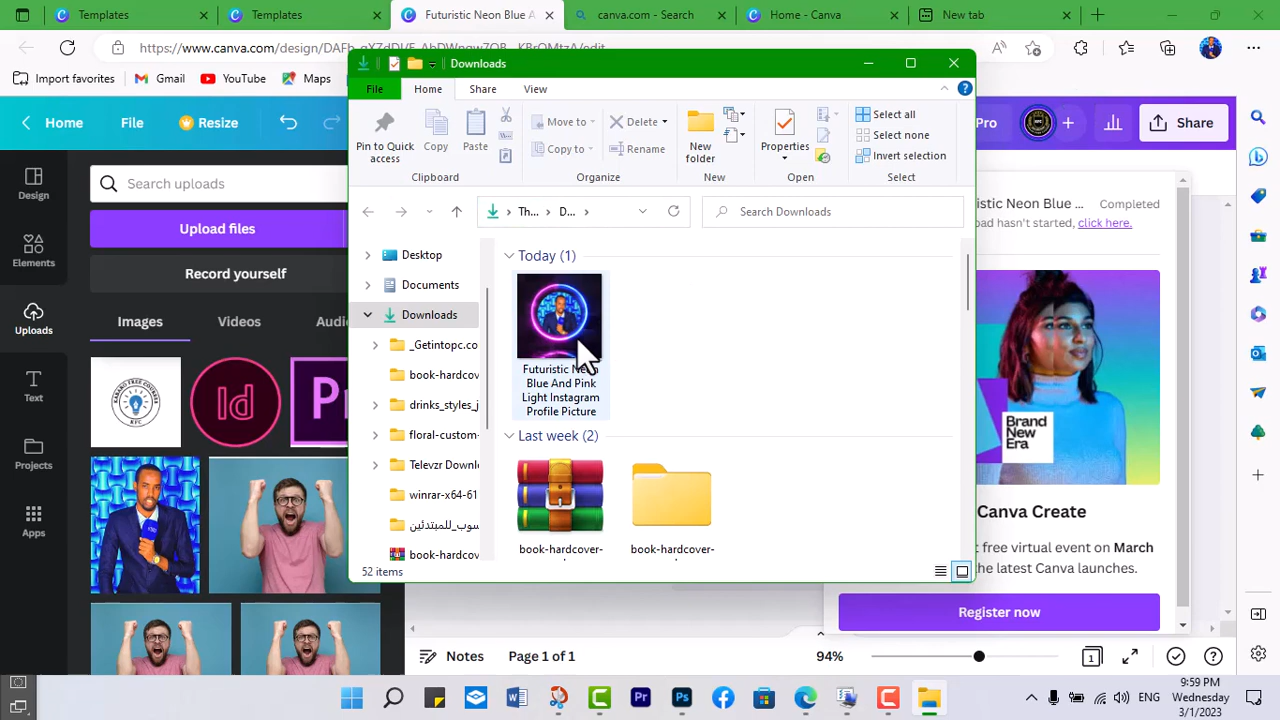 Templates
Templates
Futuristic Neon Blue A
canva.com - Search
Home - Canva
New tab
https://www.canva.com/design/DAFb
Import favorites
Gmail
YouTube
Maps
Downloads
File
Home
Share
View
Pin to Quick access
Copy
Paste
Move to
Copy to
Delete
Rename
New folder
Properties
Select all
Select none
Invert selection
Clipboard
Organize
New
Open
Select
Th...
D...
Search Downloads
Home
File
Resize
Pro
Share
Design
Elements
Uploads
Text
Projects
Apps
Search uploads
Upload files
Record yourself
Images
Videos
Audi
Id
Pr
Desktop
Documents
Downloads
_Getintopc.co
book-hardcov
drinks_styles_j
floral-custom-
Televzr Downl
winrar-x64-61
سوب_للمبتدئين
book-hardcov
Today (1)
Futuristic Ne
Blue And Pink
Light Instagram
Profile Picture
Last week (2)
book-hardcover-
book-hardcover-
52 items
istic Neon Blue ...
Completed
ad hasn't started, click here.
Brand
New
Era
Canva Create
free virtual event on March
the latest Canva launches.
Register now
Notes
Page 1 of 1
94%
1
ENG
9:59 PM
Wednesday
3/1/2023